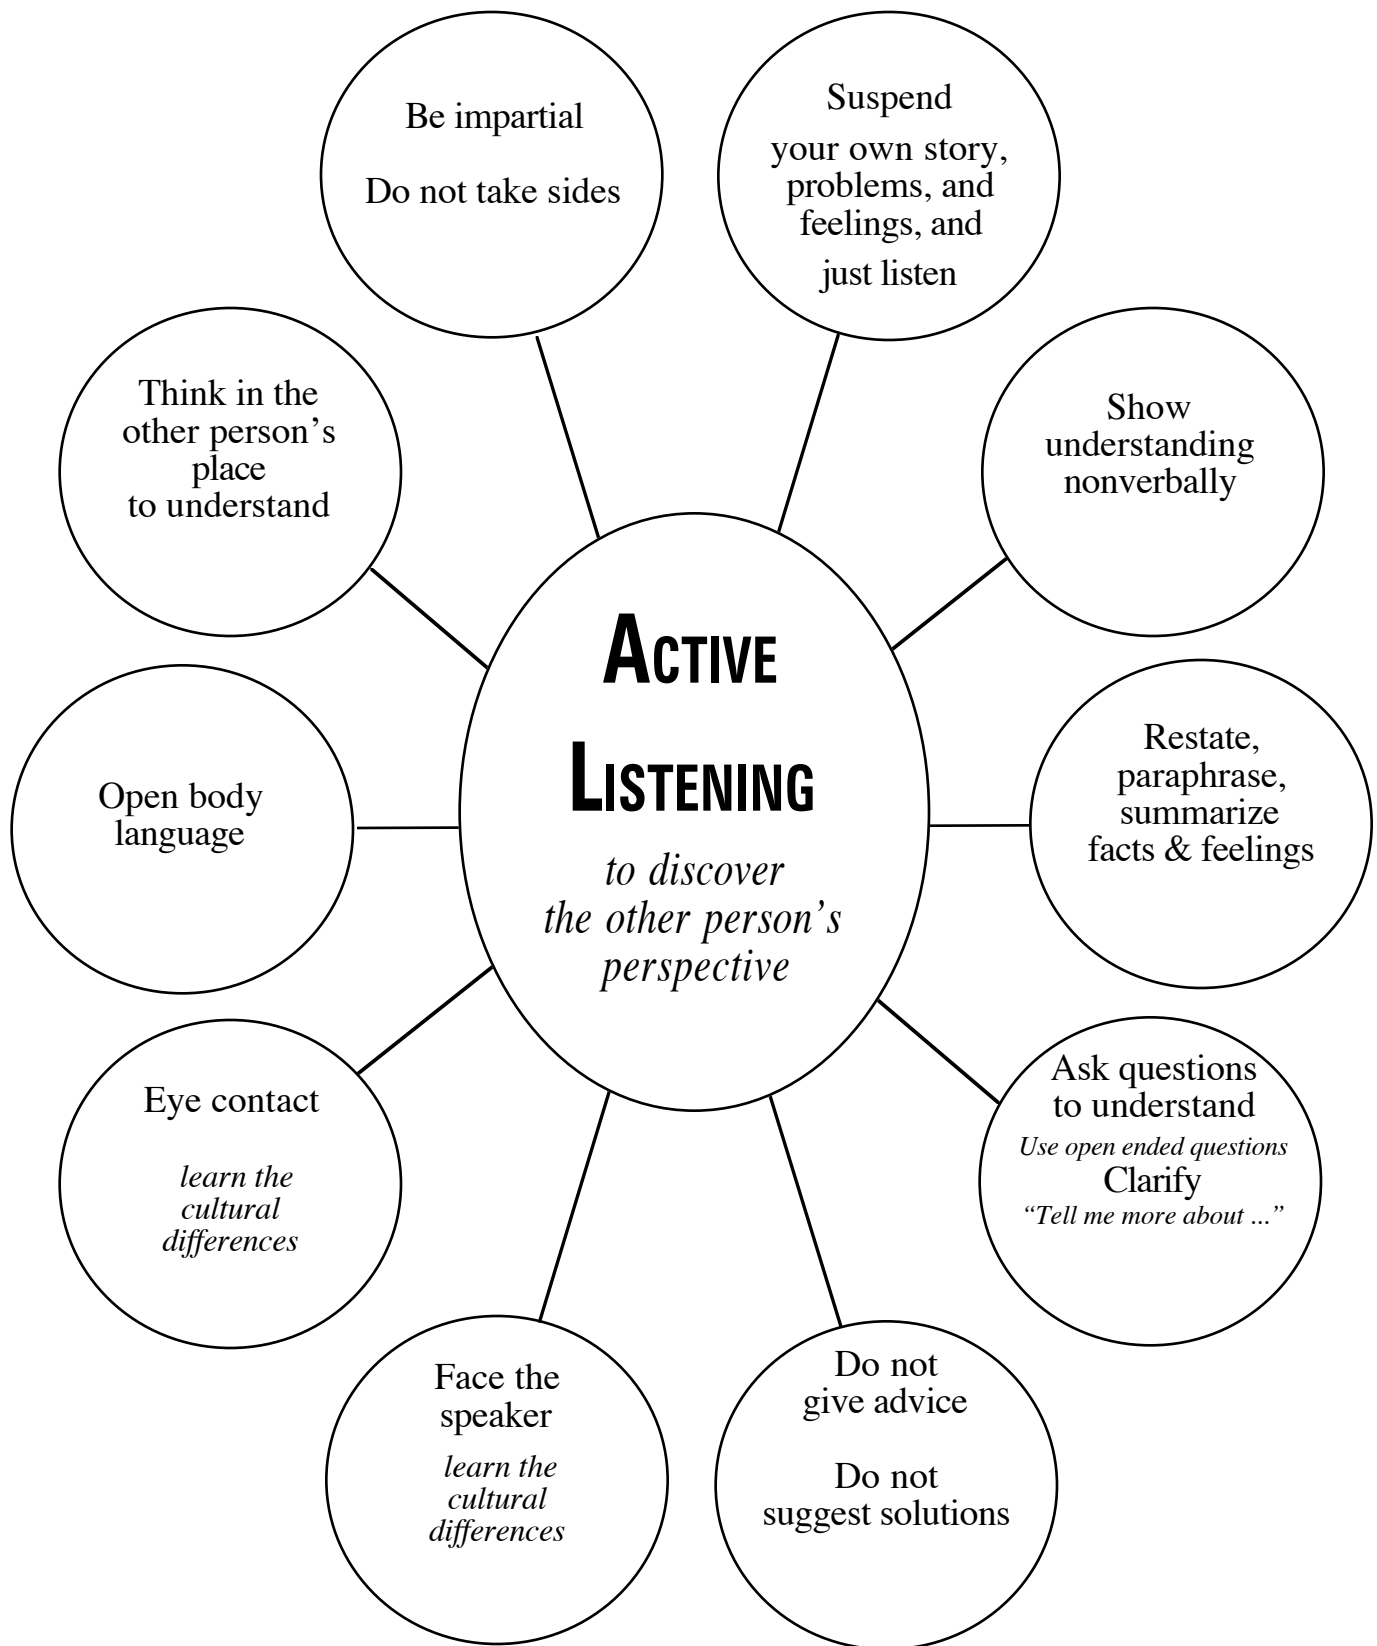 Be impartial
Do not take sides
Suspend
your own story,
problems, and
feelings, and
just listen
Think in the
other person’s
place
to understand
Show
understanding
nonverbally
ACTIVE
LISTENING
to discover
the other person’s
perspective
Open body
language
Restate,
paraphrase,
summarize
facts & feelings
Eye contact
learn the
cultural
differences
Ask questions
to understand
Use open ended questions
Clarify
“Tell me more about ...”
Face the
speaker
learn the
cultural
differences
Do not
give advice
Do not
suggest solutions